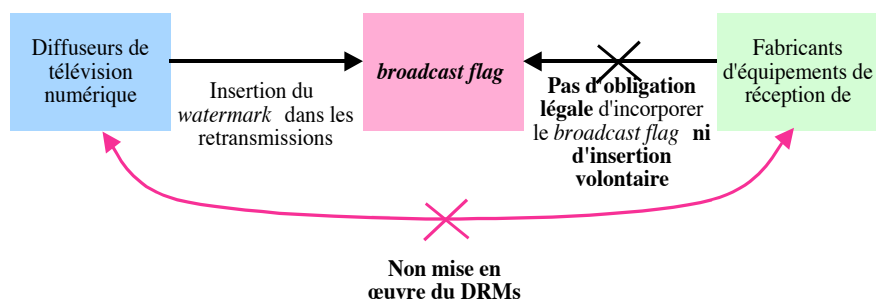 Diffuseurs de
télévision
numérique
Insertion du
watermark dans les
retransmissions
broadcast flag
Pas d'obligation
légale d'incorporer
le broadcast flag ni
d'insertion
volontaire
Fabricants
d'équipements de
réception de
Non mise en
œuvre du DRMs